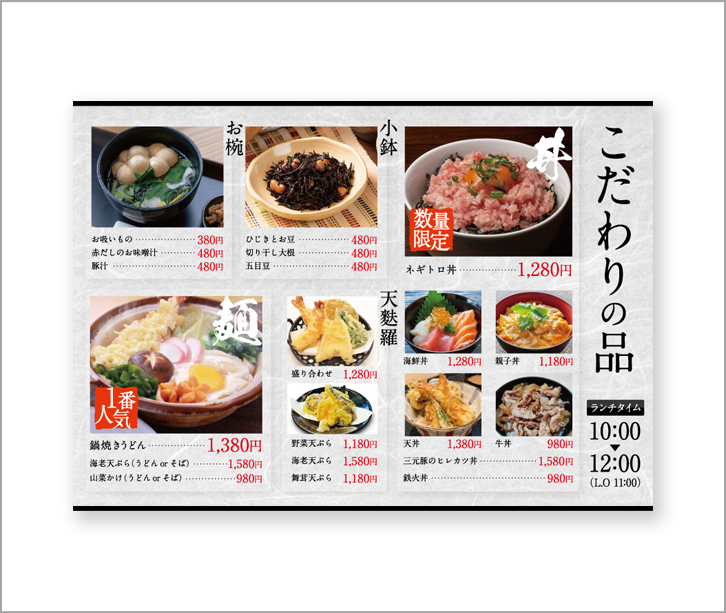 こだわりの品
ランチタイム
10:00
12:00
(L.O 11:00)
丼
数量
限定
ネギトロ丼 1,280円
海鮮丼 1,280円
親子丼 1,180円
天丼 1,380円
牛丼 980円
三元豚のヒレカツ丼 1,580円
鉄火丼 980円
小鉢
ひじきとお豆 480円
切り干し大根 480円
五目豆 480円
お椀
お吸いもの 380円
赤だしのお味噌汁 480円
豚汁 480円
天麩羅
盛り合わせ 1,280円
野菜天ぷら 1,180円
海老天ぷら 1,580円
舞茸天ぷら 1,180円
麺
1番
人気
鍋焼きうどん 1,380円
海老天ぷら(うどん or そば) 1,580円
山菜かけ(うどん or そば) 980円